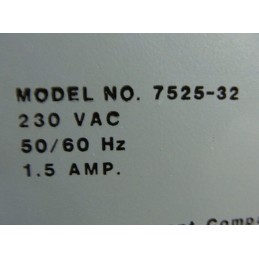 MODEL NO. 7525-32
230 VAC
50/60 Hz
1.5 AMP.